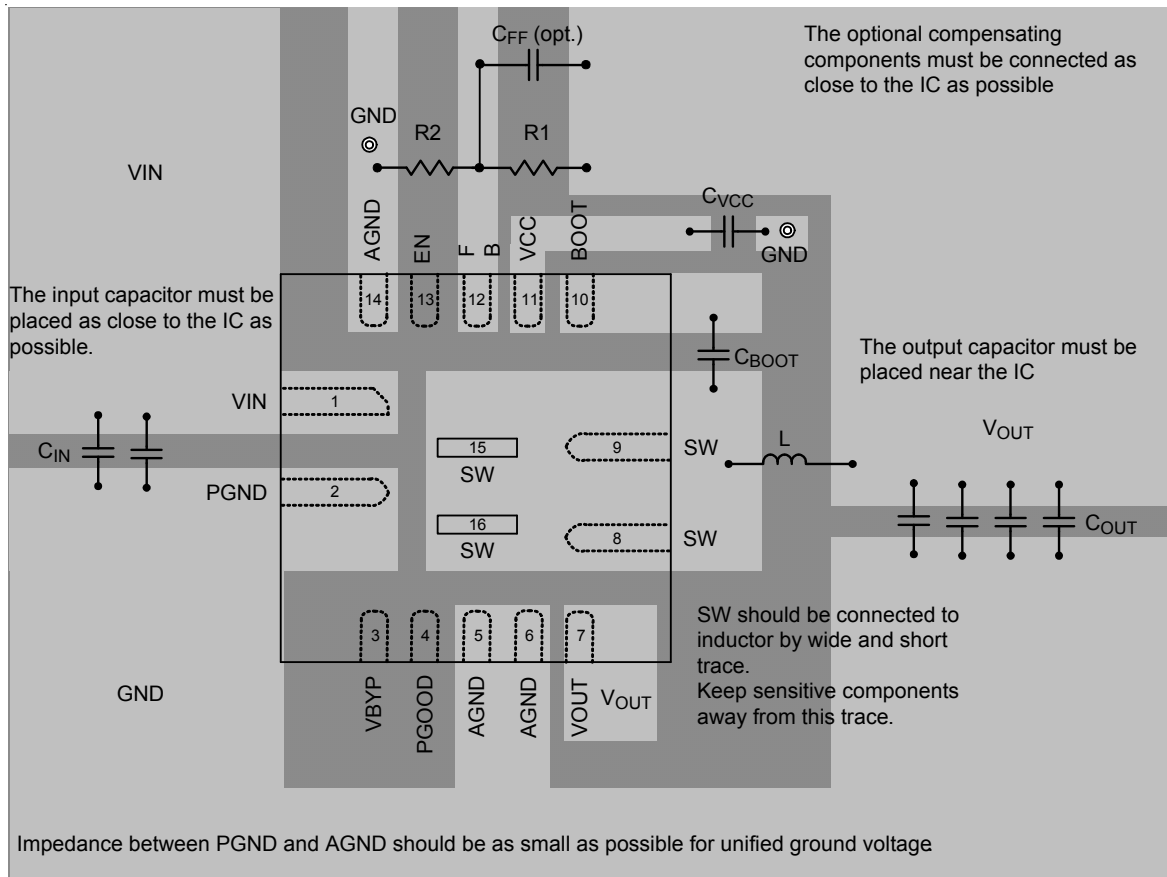 CFF (opt.)
The optional compensating
components must be connected as
close to the IC as possible
GND
R2
R1
VIN
CVCC
AGND
EN
F B
VCC
BOOT
GND
14
13
12
11
10
The input capacitor must be
placed as close to the IC as
possible.
CBOOT
The output capacitor must be
placed near the IC
VIN
1
VOUT
CIN
15
SW
9
SW
L
PGND
2
16
SW
8
SW
COUT
3
4
5
6
7
SW should be connected to
inductor by wide and short
trace.
Keep sensitive components
away from this trace.
GND
VBYP
PGOOD
AGND
AGND
VOUT
VOUT
Impedance between PGND and AGND should be as small as possible for unified ground voltage.